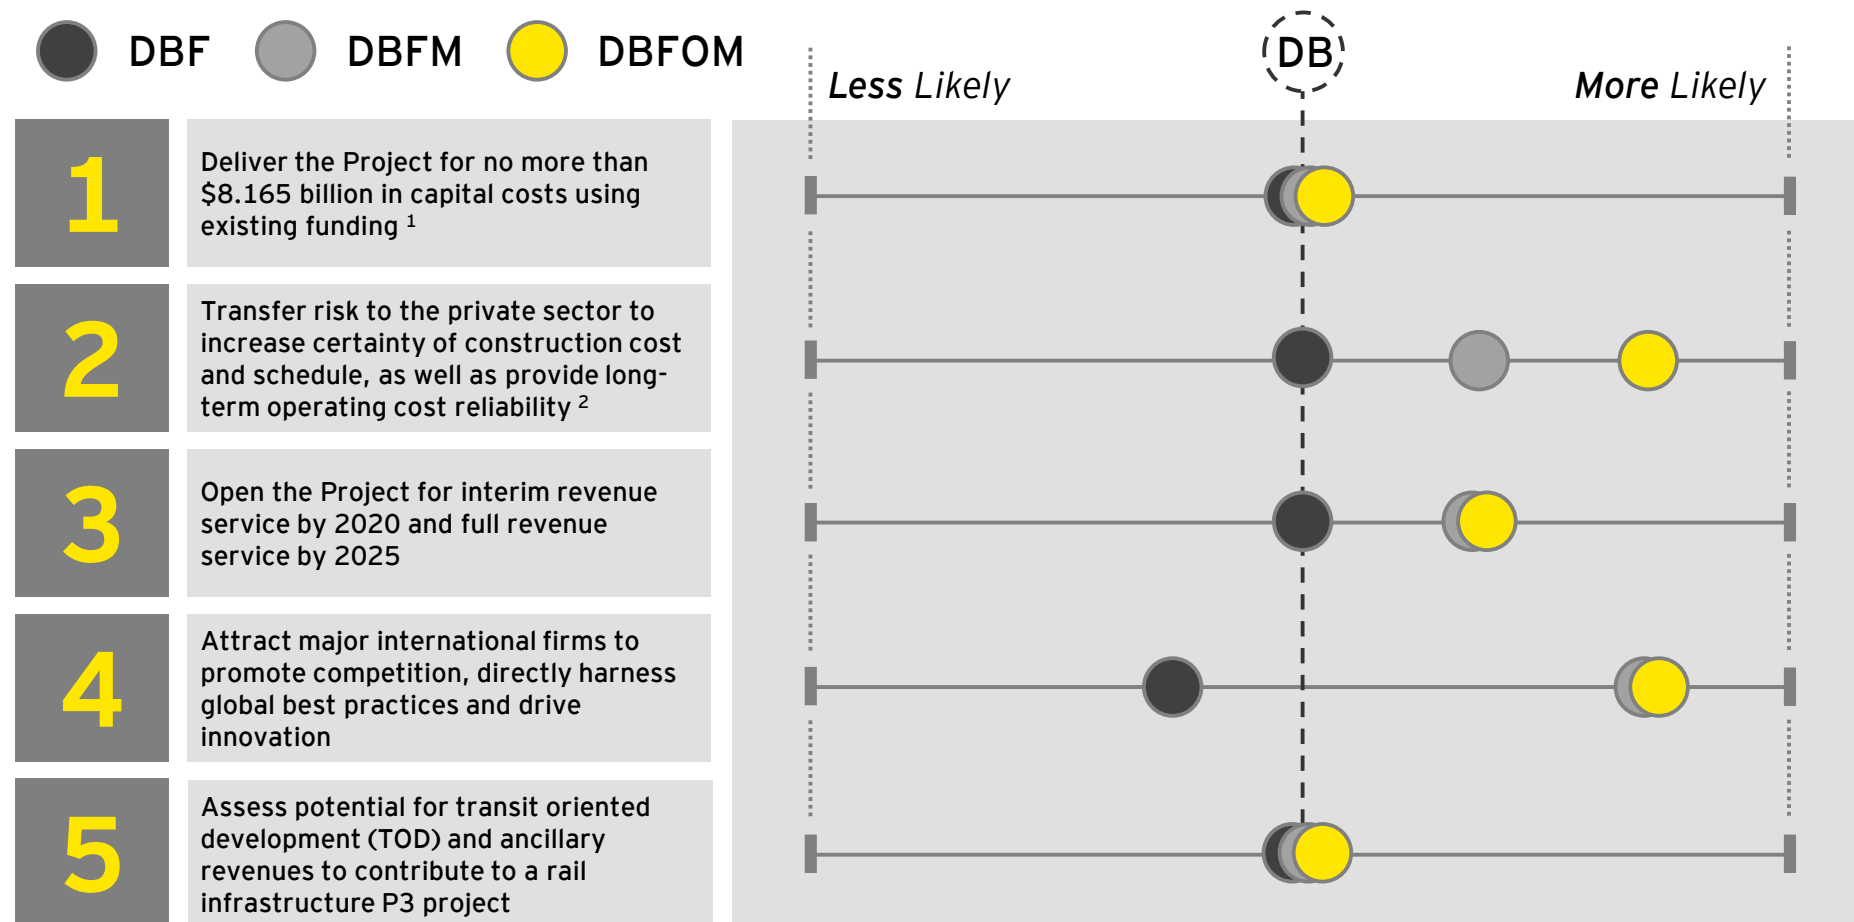 DBF DBFM DBFOM
DB
Less Likely
More Likely
1
Deliver the Project for no more than
$8.165 billion in capital costs using
existing funding 1
2
Transfer risk to the private sector to
increase certainty of construction cost
and schedule, as well as provide long-
term operating cost reliability 2
3
Open the Project for interim revenue
service by 2020 and full revenue
service by 2025
4
Attract major international firms to
promote competition, directly harness
global best practices and drive
innovation
5
Assess potential for transit oriented
development (TOD) and ancillary
revenues to contribute to a rail
infrastructure P3 project